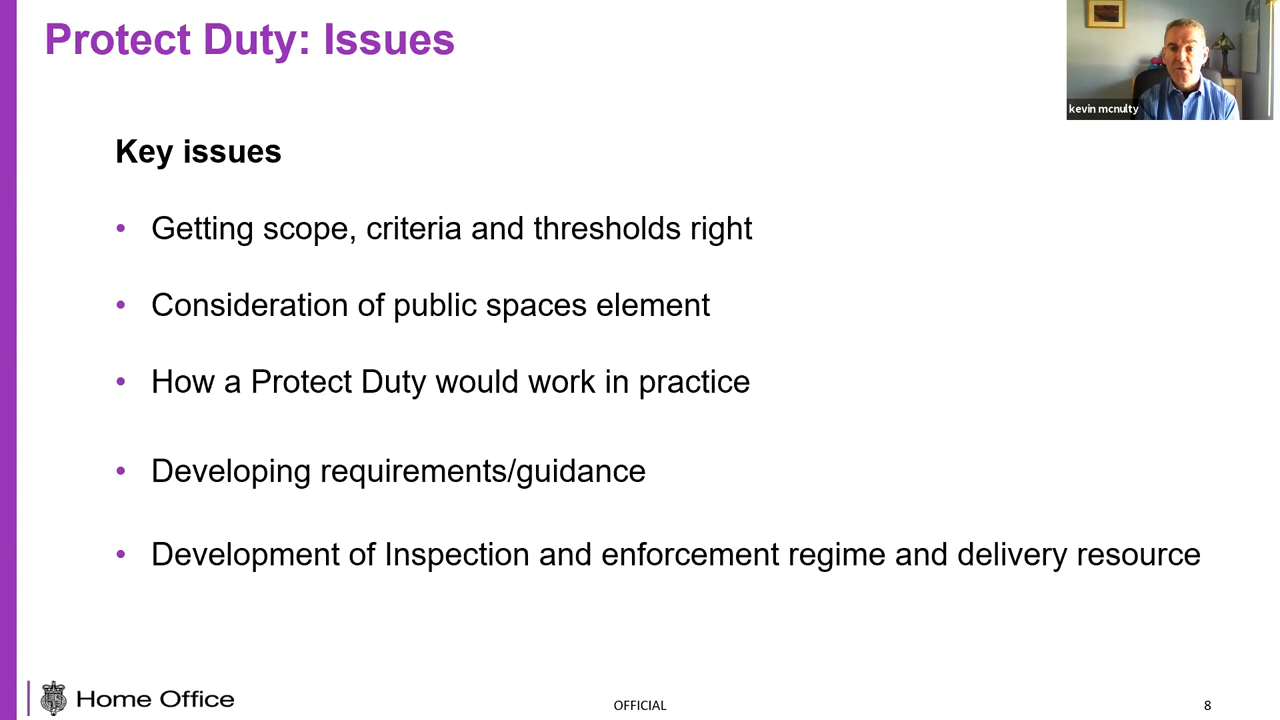 Protect Duty: Issues
kevin mcnulty
Key issues
• Getting scope, criteria and thresholds right
• Consideration of public spaces element
• How a Protect Duty would work in practice
• Developing requirements/guidance
• Development of Inspection and enforcement regime and delivery resource
Home Office
OFFICIAL
8